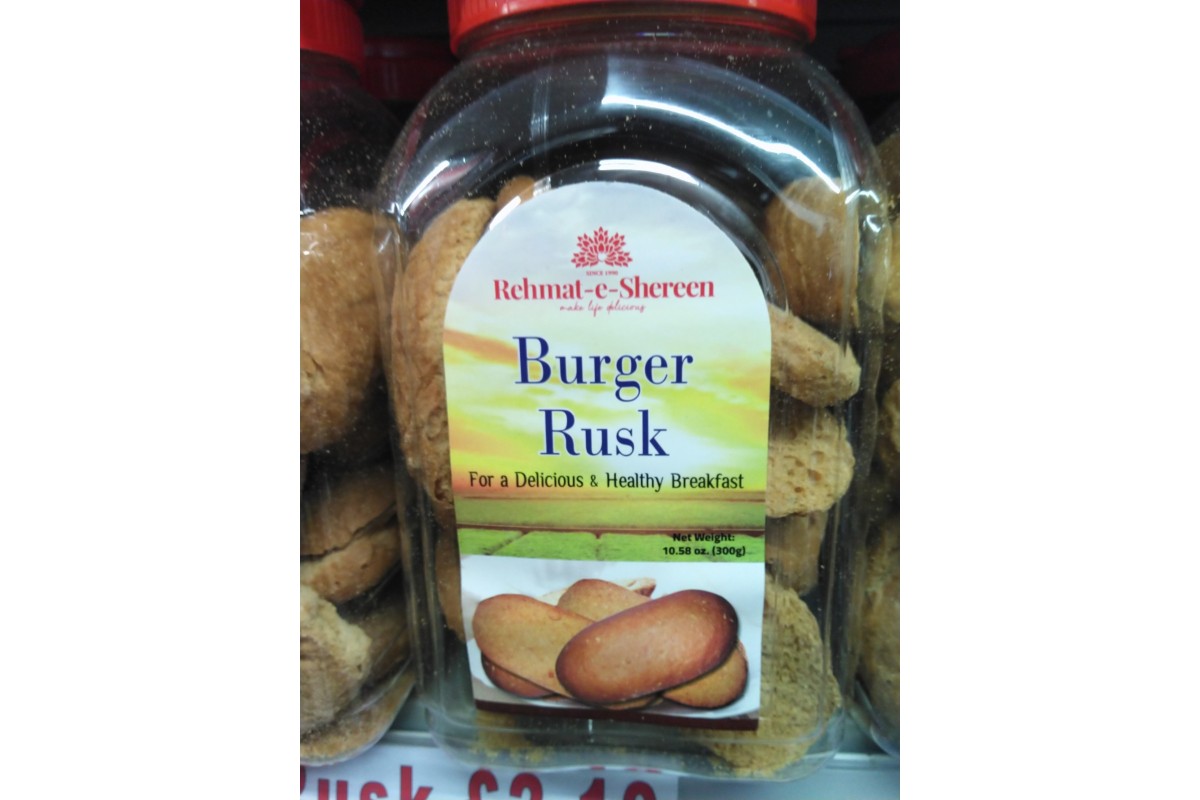 SINCE 1990
Rehmat-e-Shereen
make life delicious
Burger
Rusk
For a Delicious & Healthy Breakfast
Net Weight:
10.58 oz. (300g)
Rusk